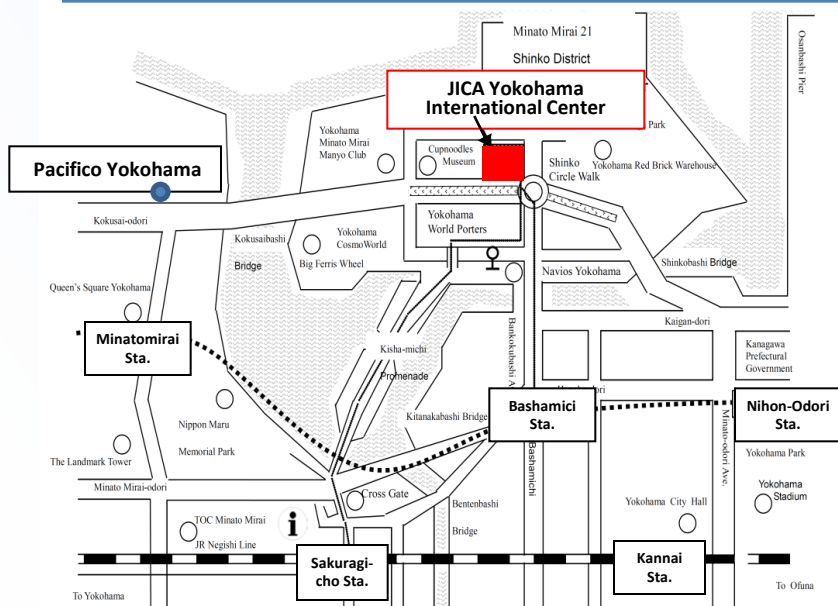 Minato Mirai 21
Shinko District
Osanbashi Pier
JICA Yokohama
International Center
Park
Yokohama
Minato Mirai
Manyo Club
Cupnoodles
Museum
Shinko
Circle Walk
Yokohama Red Brick Warehouse
Pacifico Yokohama
Kokusai-odori
Yokohama
World Porters
Kokusaibashi
Bridge
Yokohama
CosmoWorld
Big Ferris Wheel
Navios Yokohama
Shinkobashi Bridge
Queen's Square Yokohama
Minatomirai
Sta.
Kisha-michi
Promenade
Bankokubashi A
Kaigan-dori
Kanagawa
Prefectural
Government
Nippon Maru
Memorial Park
Kitanakabashi Bridge
Bashamici
Sta.
Nihon-Odori
Sta.
Bashamichi
Minato-odori Ave.
The Landmark Tower
Minato Mirai-odori
Cross Gate
Yokohama Park
Yokohama
Stadium
Yokohama City Hall
Bentenbashi
Bridge
TOC Minato Mirai
JR Negishi Line
i
Sakuragi-
cho Sta.
Kannai
Sta.
To Yokohama
To Ofuna